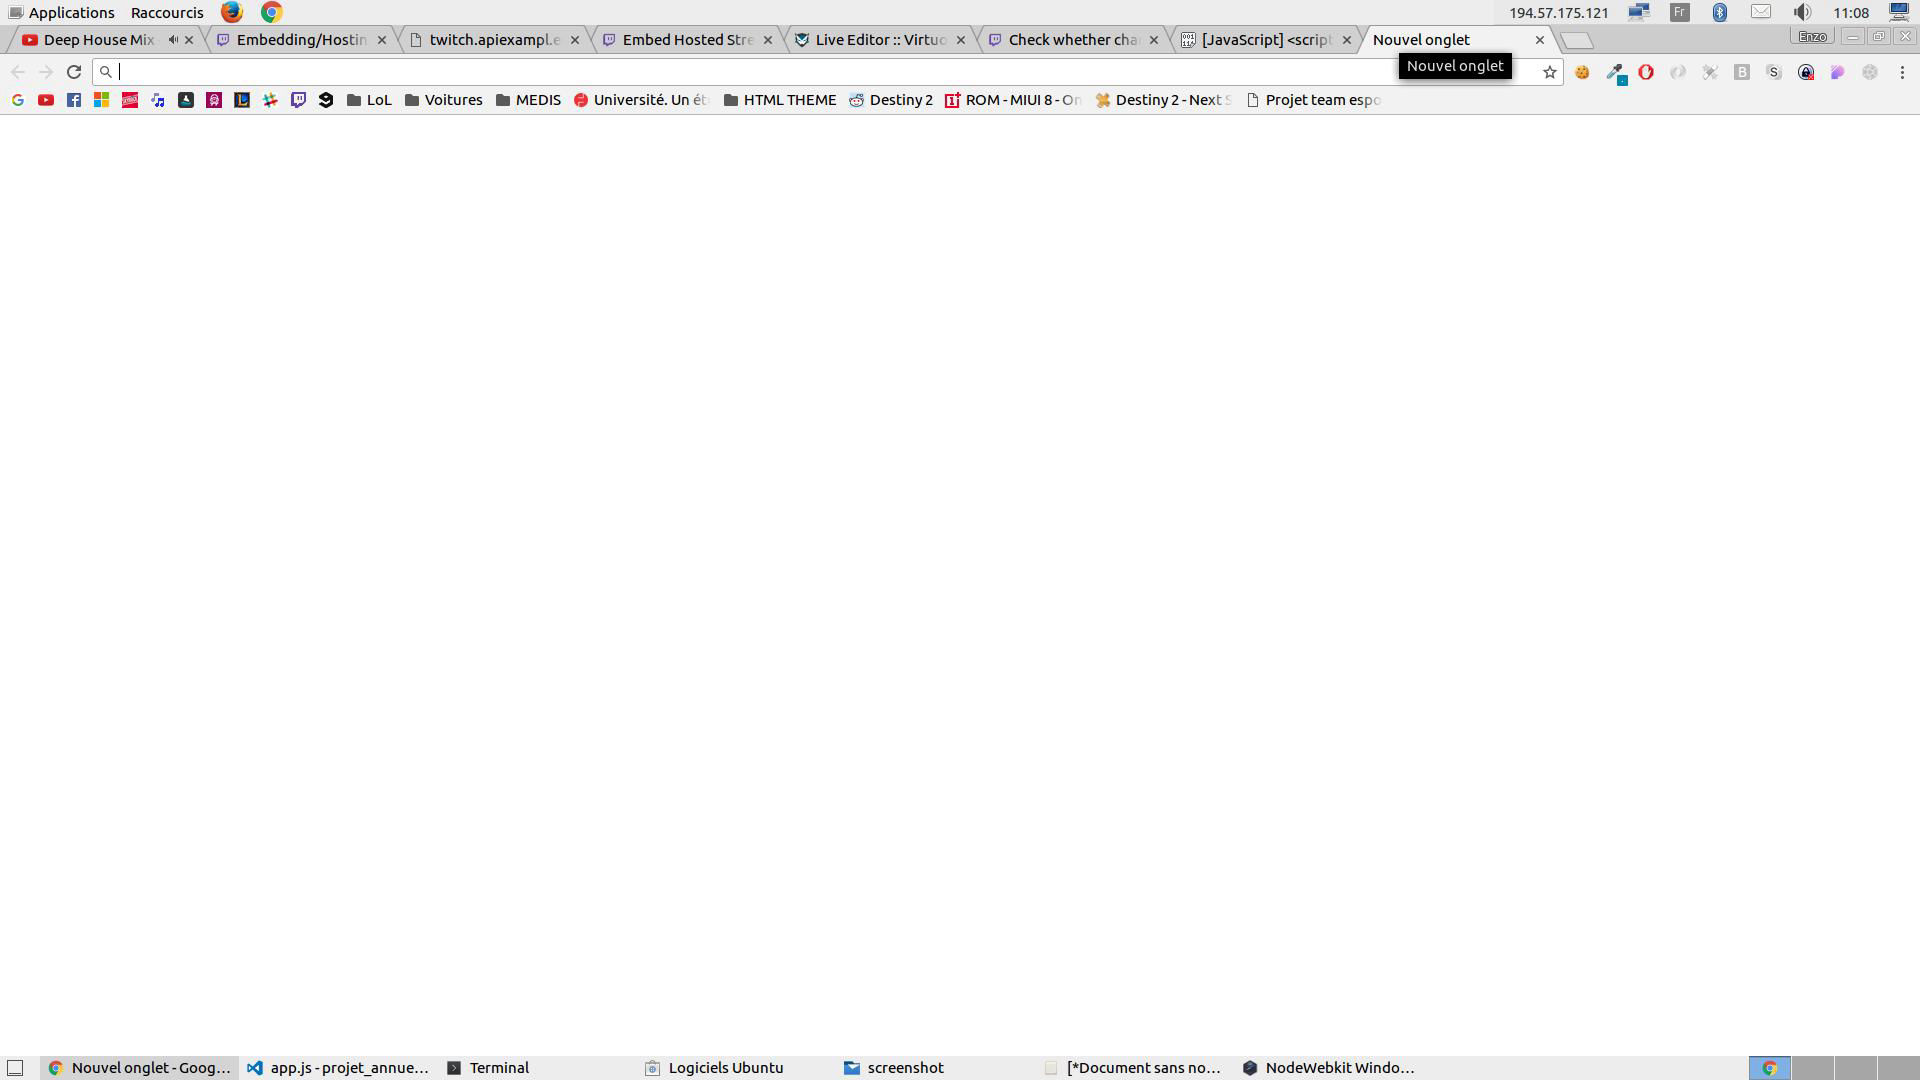 Applications Raccourcis 194.57.175.121 Fr 11:08
Deep House Mix Embedding/Hostin twitch.apiexampl.e Embed Hosted Stre Live Editor :: Virtuo Check whether cha [JavaScript] <script Nouvel onglet Enzo
Nouvel onglet
LoL Voitures MEDIS Université. Un ét HTML THEME Destiny 2 ROM - MIUI 8 - On Destiny 2 - Next S Projet team espo
Nouvel onglet - Goog... app.js - projet_annue... Terminal Logiciels Ubuntu screenshot [*Document sans no... NodeWebkit Windo...